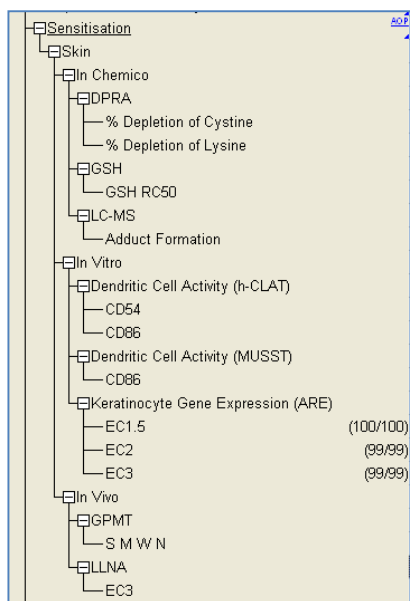 AOP
Sensitisation
Skin
In Chemico
DPRA
% Depletion of Cystine
% Depletion of Lysine
GSH
GSH RC50
LC-MS
Adduct Formation
In Vitro
Dendritic Cell Activity (h-CLAT)
CD54
CD86
Dendritic Cell Activity (MUSST)
CD86
Keratinocyte Gene Expression (ARE)
EC1.5 (100/100)
EC2 (99/99)
EC3 (99/99)
In Vivo
GPMT
S M W N
LLNA
EC3